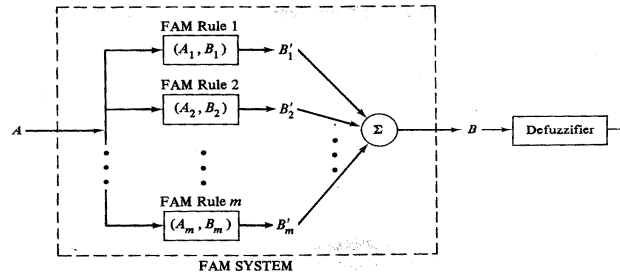 FAM Rule 1
(A₁, B₁)
B′₁
FAM Rule 2
(A₂, B₂)
B′₂
A
Σ
B
Defuzzifier
FAM Rule m
(Aₘ, Bₘ)
B′ₘ
FAM SYSTEM